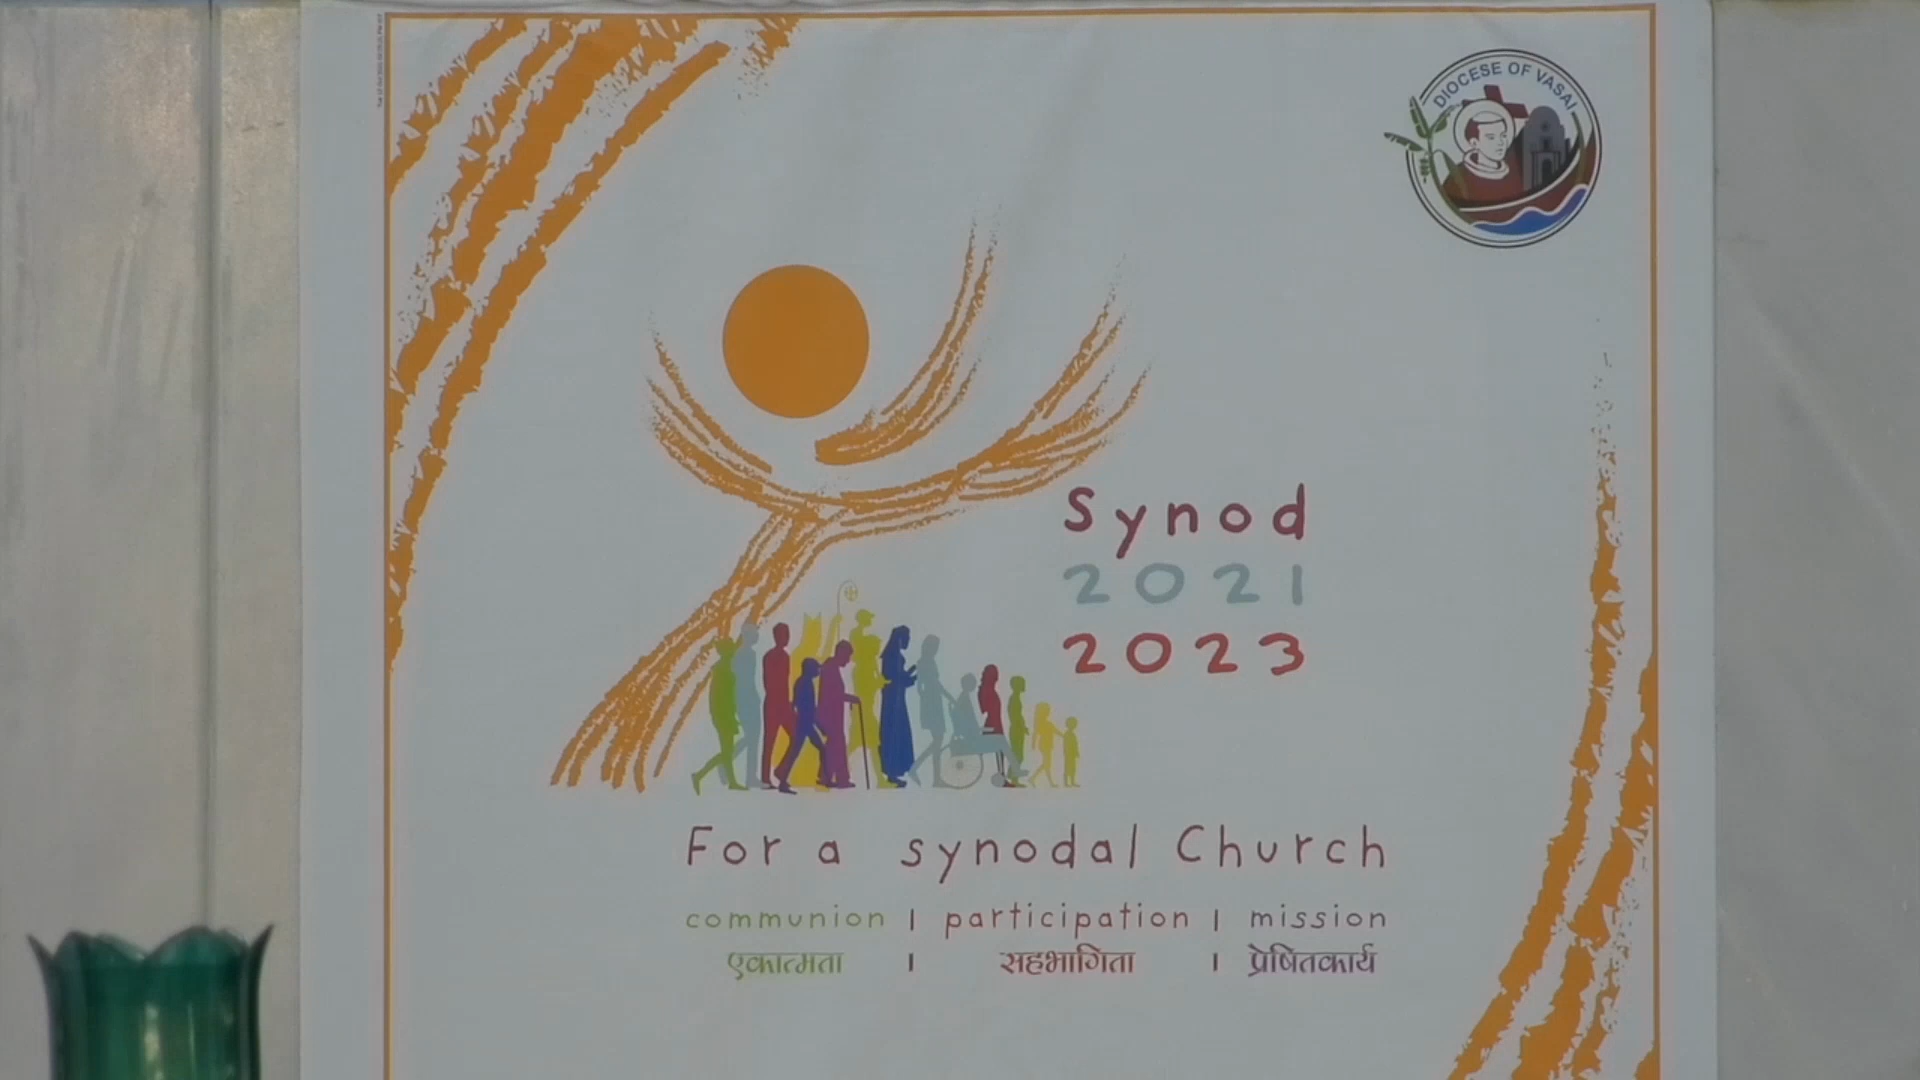 DIOCESE OF VASAI
Synod
2021
2023
For a synodal Church
communion | participation | mission
एकात्मता | सहभागिता | प्रेषितकार्य